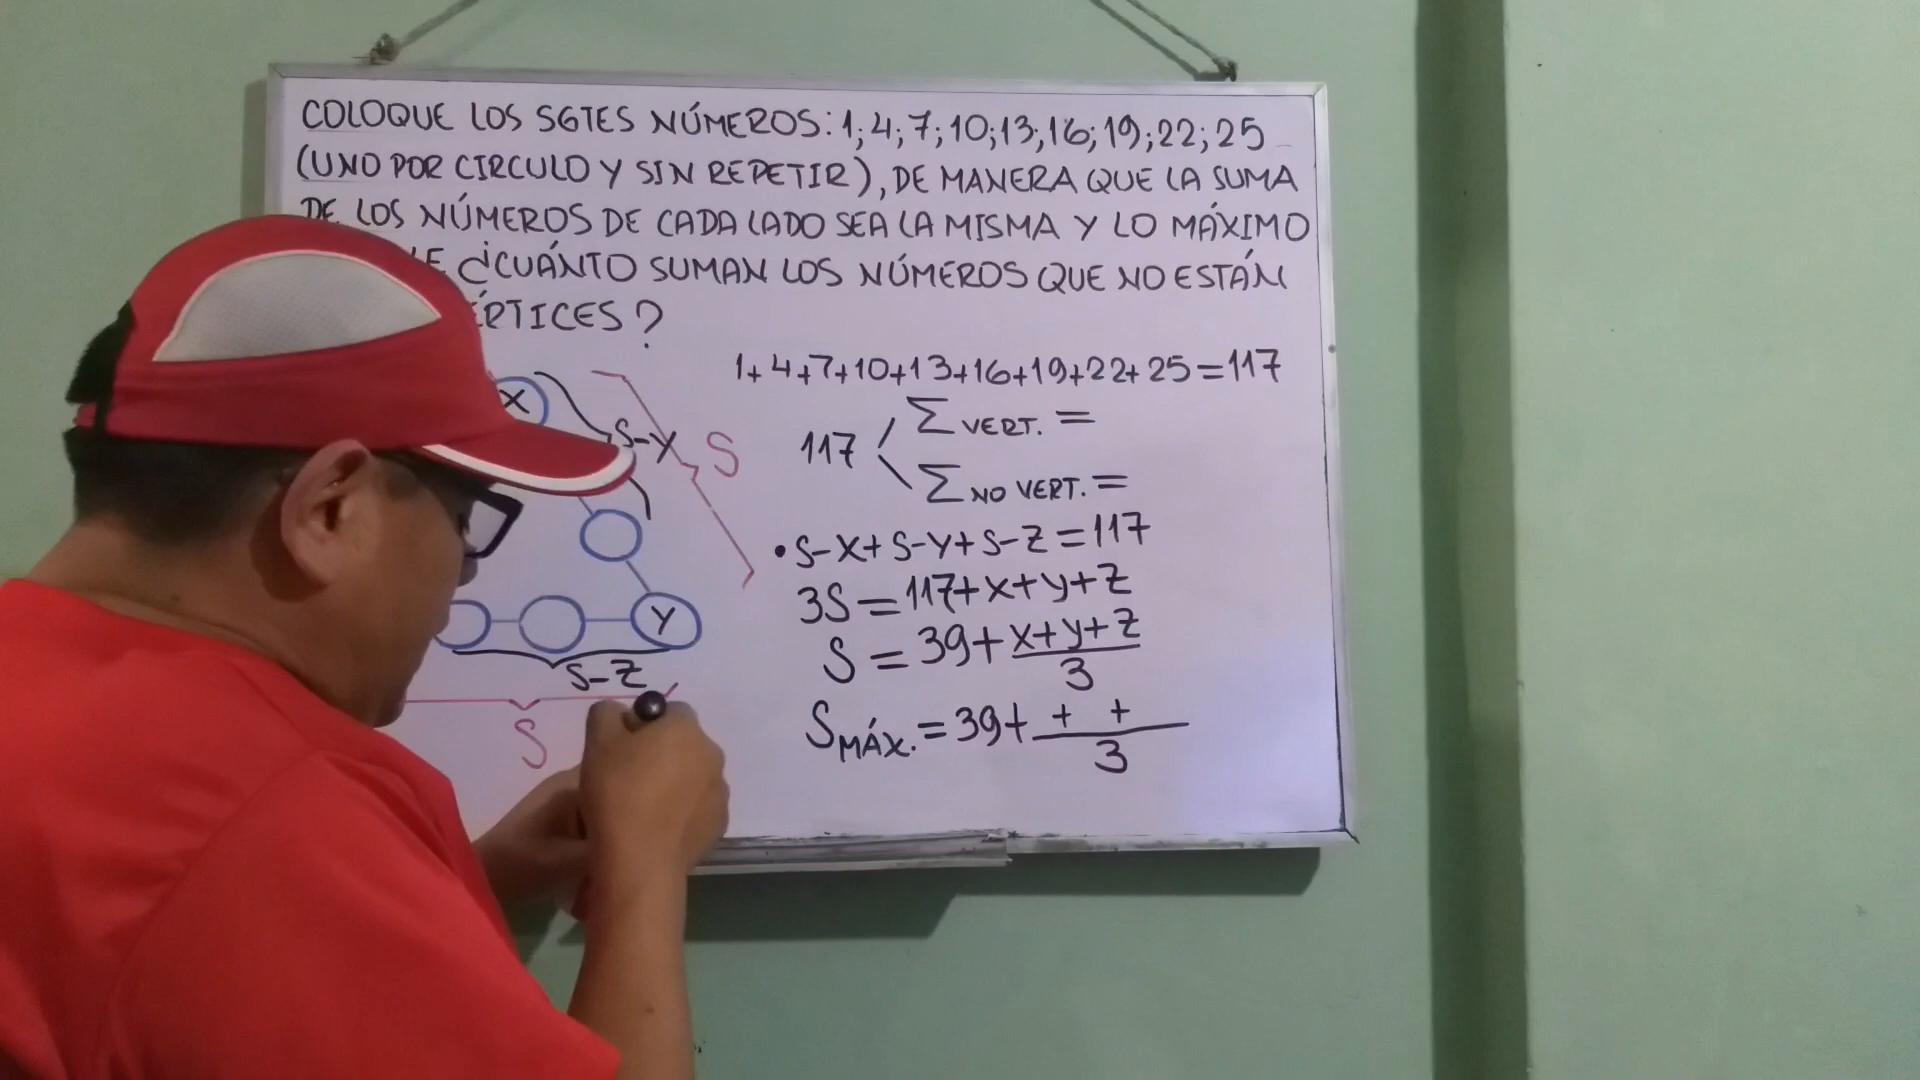 COLOQUE LOS SGTES NÚMEROS: 1; 4; 7; 10; 13; 16; 19; 22; 25
(UNO POR CIRCULO Y SIN REPETIR), DE MANERA QUE LA SUMA
DE LOS NÚMEROS DE CADA LADO SEA LA MISMA Y LO MÁXIMO
¿CUÁNTO SUMAN LOS NÚMEROS QUE NO ESTÁN
1+4+7+10+13+16+19+22+25=117
X
S-Y
S
117
Σ VERT. =
Σ NO VERT. =
• S-X+S-Y+S-Z=117
3S=117+X+Y+Z
Y
S = 39+ X+Y+Z
3
S-Z
S
S MÁX. = 39+ + +
3